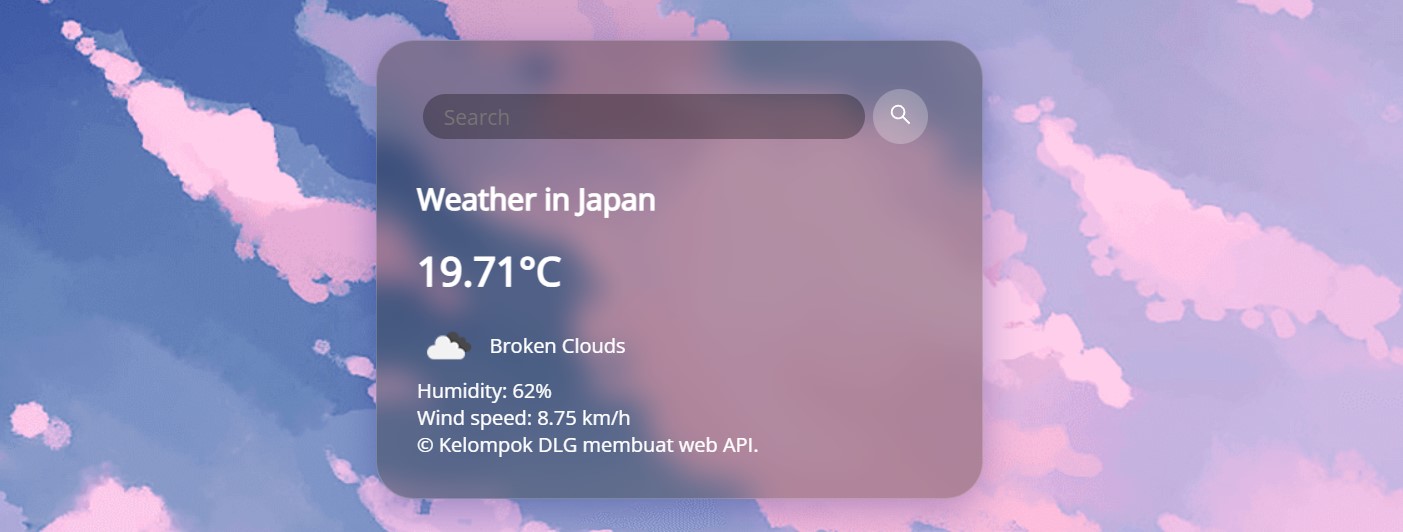 Search
Weather in Japan
19.71°C
Broken Clouds
Humidity: 62%
Wind speed: 8.75 km/h
© Kelompok DLG membuat web API.